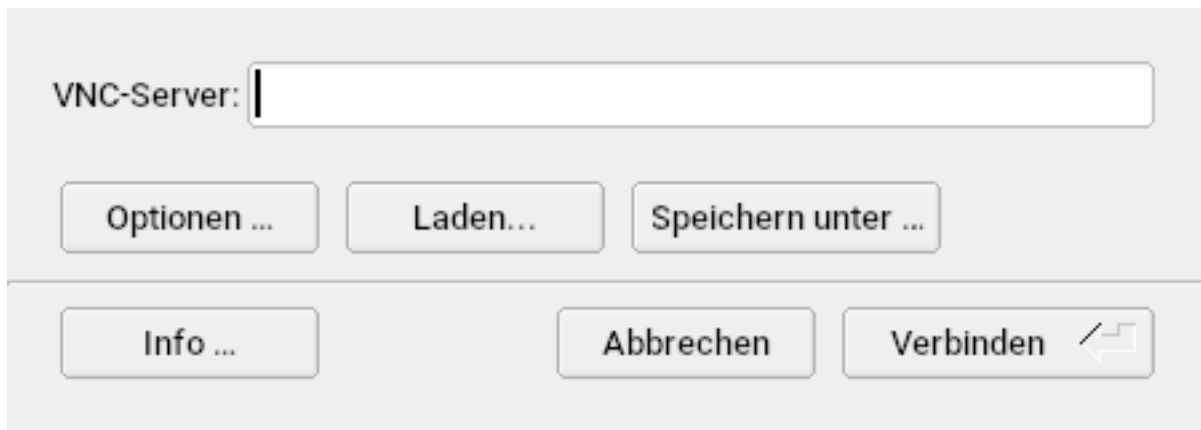 VNC-Server:
Optionen ... Laden... Speichern unter ...
Info ... Abbrechen Verbinden